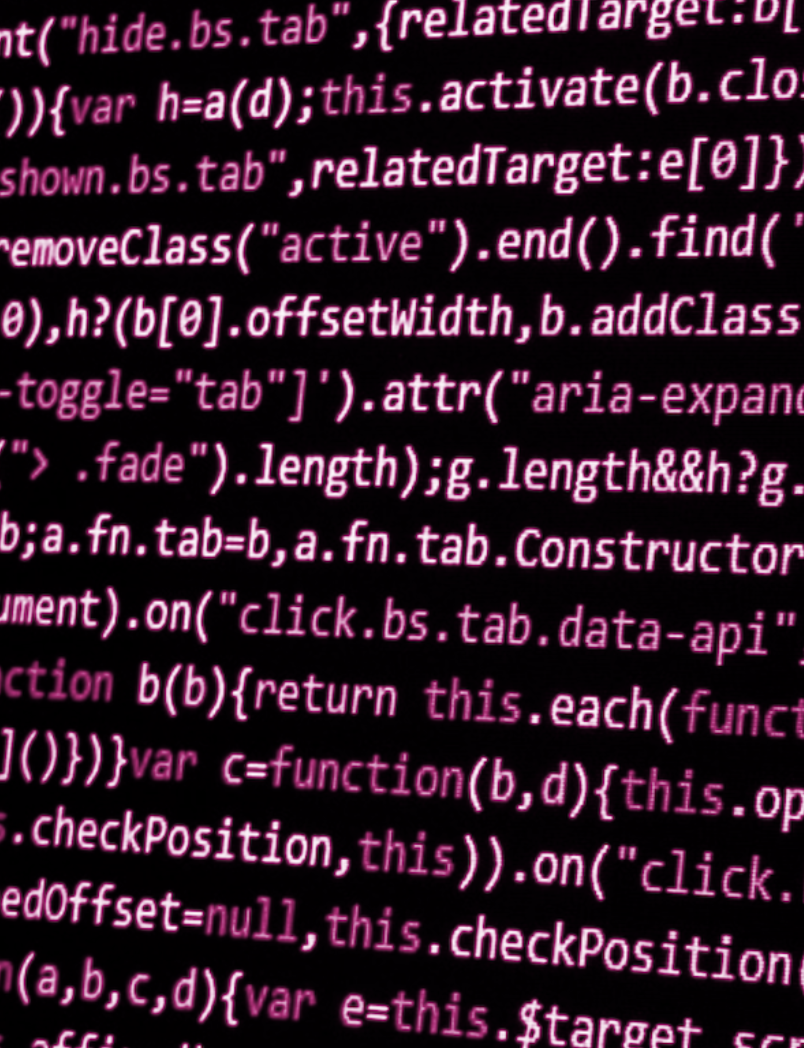 nt("hide.bs.tab",{relatedTarget:b[
')){var h=a(d);this.activate(b.clo
shown.bs.tab",relatedTarget:e[0]})
removeClass("active").end().find('
0),h?(b[0].offsetWidth,b.addClass
-toggle="tab"]').attr("aria-expand
("> .fade").length);g.length&&h?g.
b;a.fn.tab=b,a.fn.tab.Constructor
ument).on("click.bs.tab.data-api"
nction b(b){return this.each(funct
]()})}var c=function(b,d){this.op
s.checkPosition,this)).on("click.
edOffset=null,this.checkPosition(
n(a,b,c,d){var e=this.$target.scr